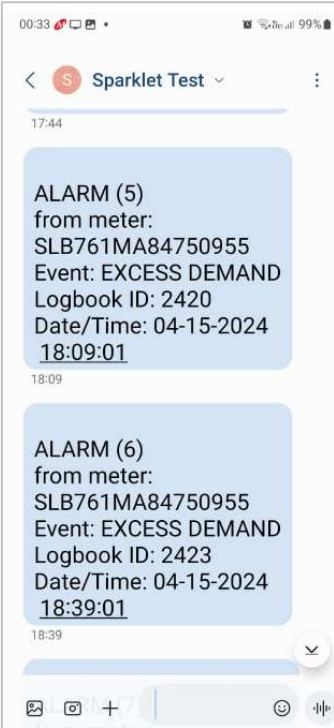 00:33
99%
S Sparklet Test
17:44
ALARM (5)
from meter:
SLB761MA84750955
Event: EXCESS DEMAND
Logbook ID: 2420
Date/Time: 04-15-2024
18:09:01
18:09
ALARM (6)
from meter:
SLB761MA84750955
Event: EXCESS DEMAND
Logbook ID: 2423
Date/Time: 04-15-2024
18:39:01
18:39